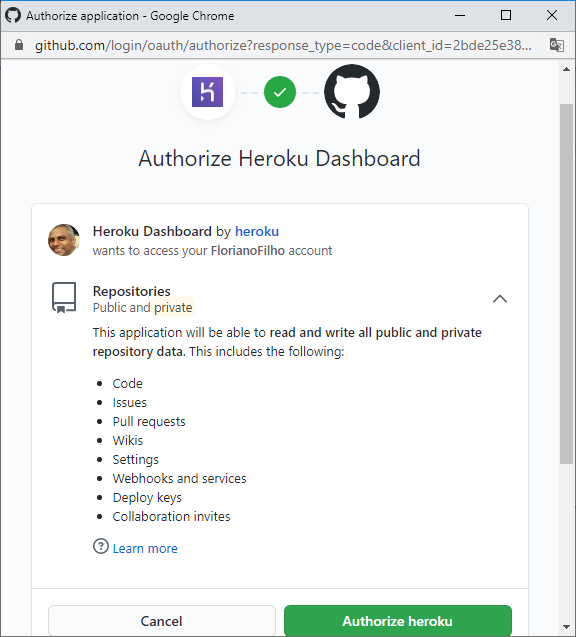 Authorize application - Google Chrome
github.com/login/oauth/authorize?response_type=code&client_id=2bde25e38...
Authorize Heroku Dashboard
Heroku Dashboard by heroku
wants to access your FlorianoFilho account
Repositories
Public and private
This application will be able to read and write all public and private
repository data. This includes the following:
Code
Issues
Pull requests
Wikis
Settings
Webhooks and services
Deploy keys
Collaboration invites
Learn more
Cancel Authorize heroku